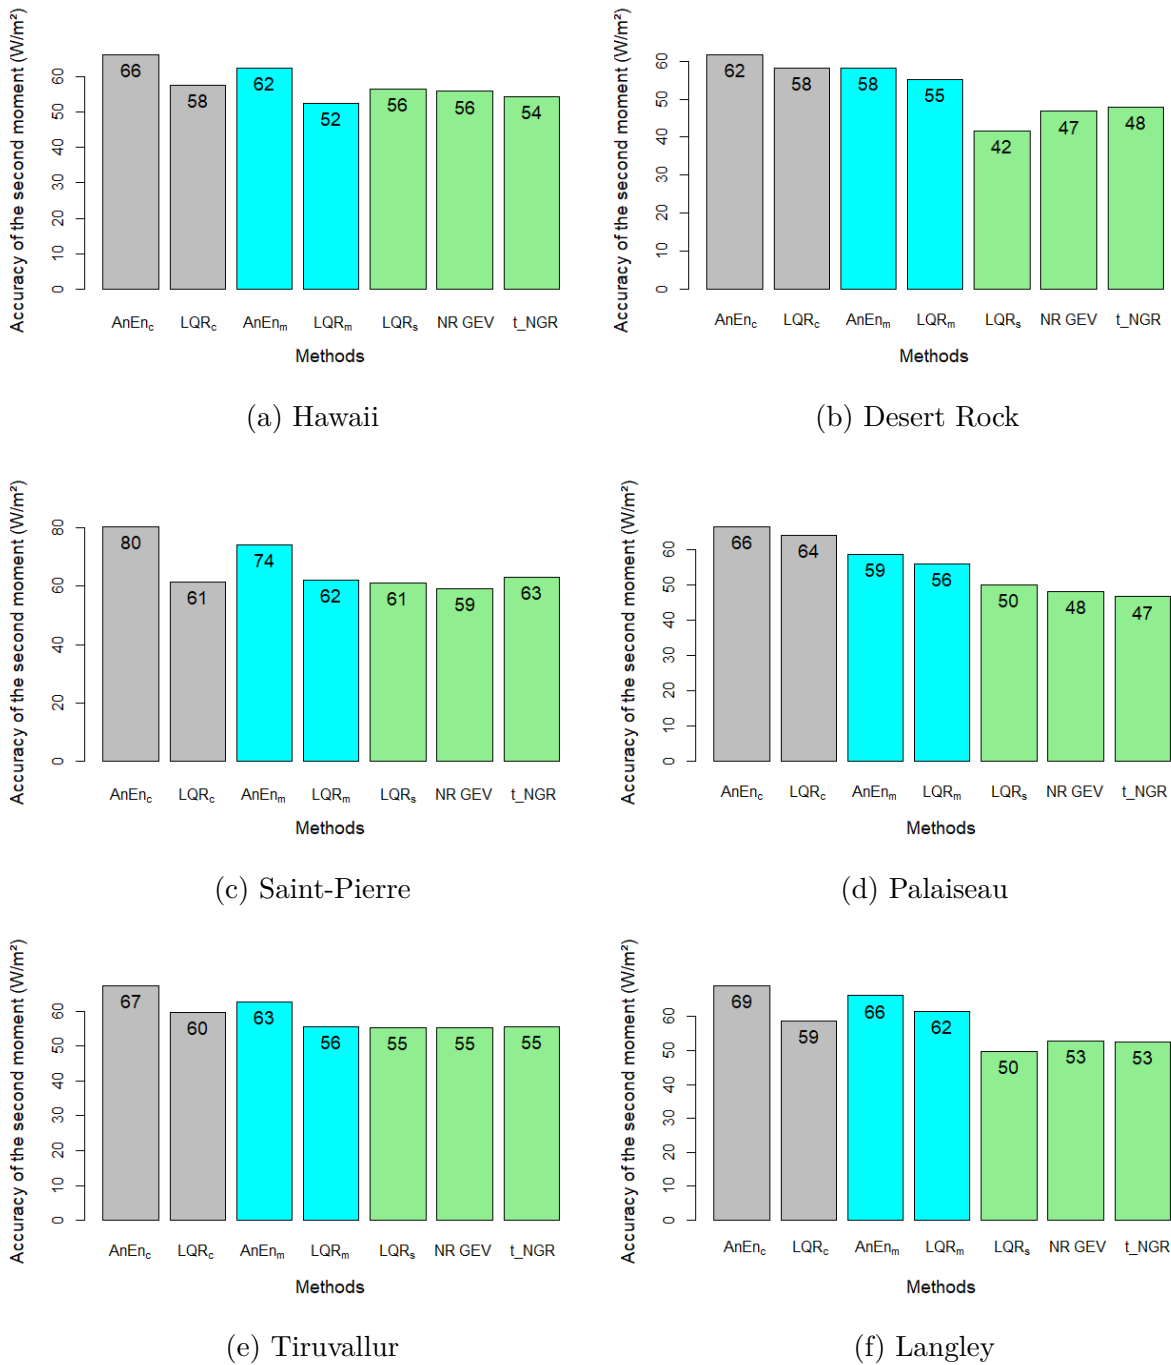 Accuracy of the second moment (W/m²)
0 10 20 30 40 50 60
66 58 62 52 56 56 54
AnEnc LQRc AnEnm LQRm LQRs NR GEV t_NGR
Methods
(a) Hawaii
Accuracy of the second moment (W/m²)
0 10 20 30 40 50 60
62 58 58 55 42 47 48
AnEnc LQRc AnEnm LQRm LQRs NR GEV t_NGR
Methods
(b) Desert Rock
Accuracy of the second moment (W/m²)
0 20 40 60 80
80 61 74 62 61 59 63
AnEnc LQRc AnEnm LQRm LQRs NR GEV t_NGR
Methods
(c) Saint-Pierre
Accuracy of the second moment (W/m²)
0 10 20 30 40 50 60
66 64 59 56 50 48 47
AnEnc LQRc AnEnm LQRm LQRs NR GEV t_NGR
Methods
(d) Palaiseau
Accuracy of the second moment (W/m²)
0 10 20 30 40 50 60
67 60 63 56 55 55 55
AnEnc LQRc AnEnm LQRm LQRs NR GEV t_NGR
Methods
(e) Tiruvallur
Accuracy of the second moment (W/m²)
0 10 20 30 40 50 60
69 59 66 62 50 53 53
AnEnc LQRc AnEnm LQRm LQRs NR GEV t_NGR
Methods
(f) Langley